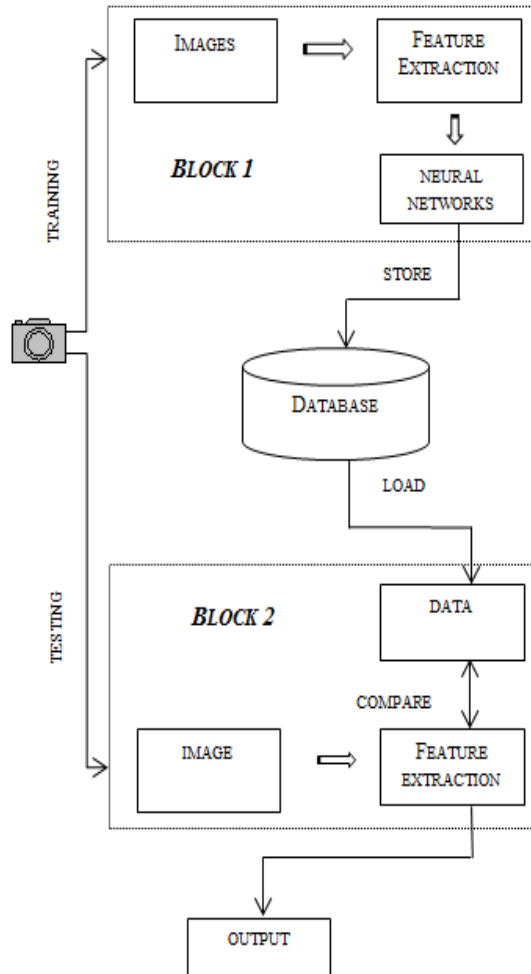 IMAGES
FEATURE
EXTRACTION
BLOCK 1
NEURAL
NETWORKS
TRAINING
STORE
DATABASE
LOAD
BLOCK 2
DATA
TESTING
COMPARE
IMAGE
FEATURE
EXTRACTION
OUTPUT